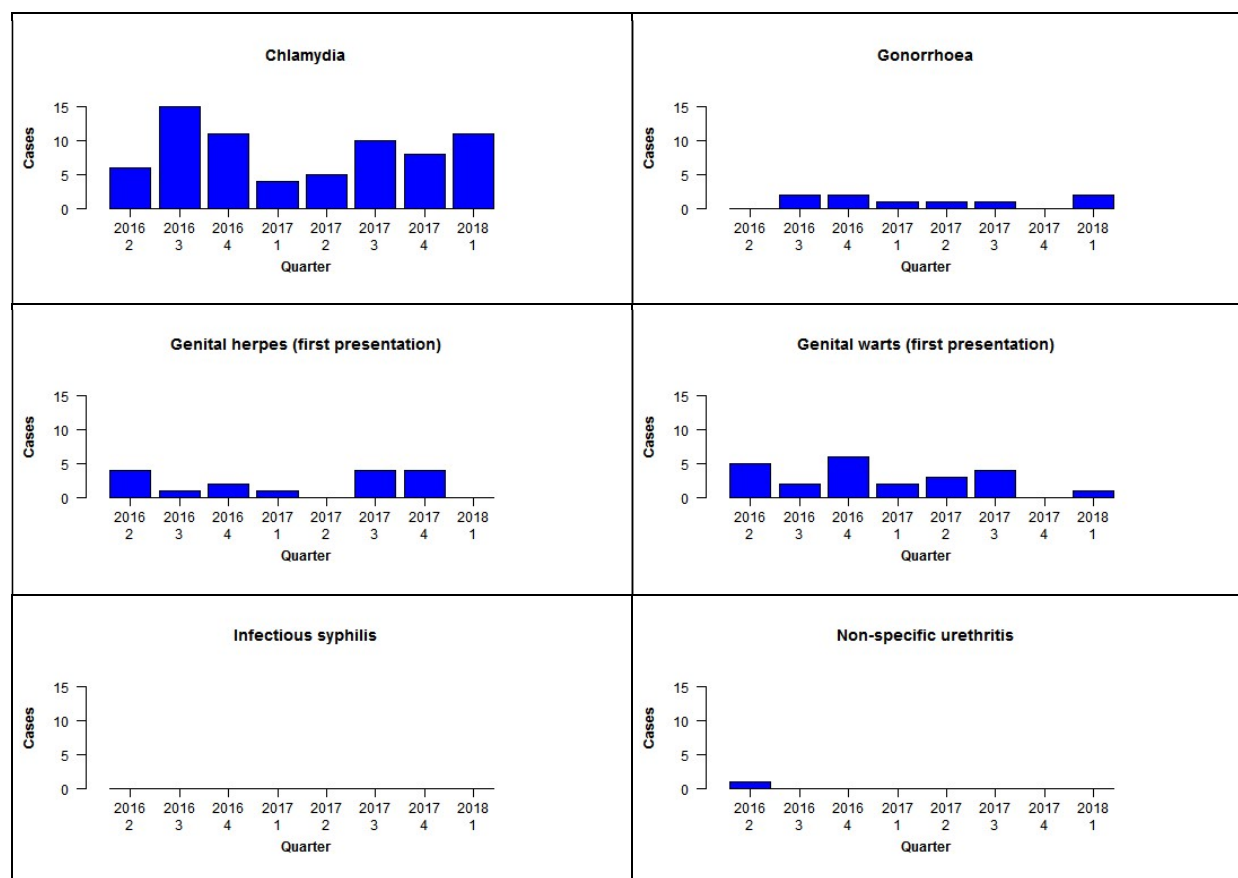 Chlamydia
Cases
15
10
5
0
2016 2016 2016 2017 2017 2017 2017 2018
2 3 4 1 2 3 4 1
Quarter
Gonorrhoea
Cases
15
10
5
0
2016 2016 2016 2017 2017 2017 2017 2018
2 3 4 1 2 3 4 1
Quarter
Genital herpes (first presentation)
Cases
15
10
5
0
2016 2016 2016 2017 2017 2017 2017 2018
2 3 4 1 2 3 4 1
Quarter
Genital warts (first presentation)
Cases
15
10
5
0
2016 2016 2016 2017 2017 2017 2017 2018
2 3 4 1 2 3 4 1
Quarter
Infectious syphilis
Cases
15
10
5
0
2016 2016 2016 2017 2017 2017 2017 2018
2 3 4 1 2 3 4 1
Quarter
Non-specific urethritis
Cases
15
10
5
0
2016 2016 2016 2017 2017 2017 2017 2018
2 3 4 1 2 3 4 1
Quarter